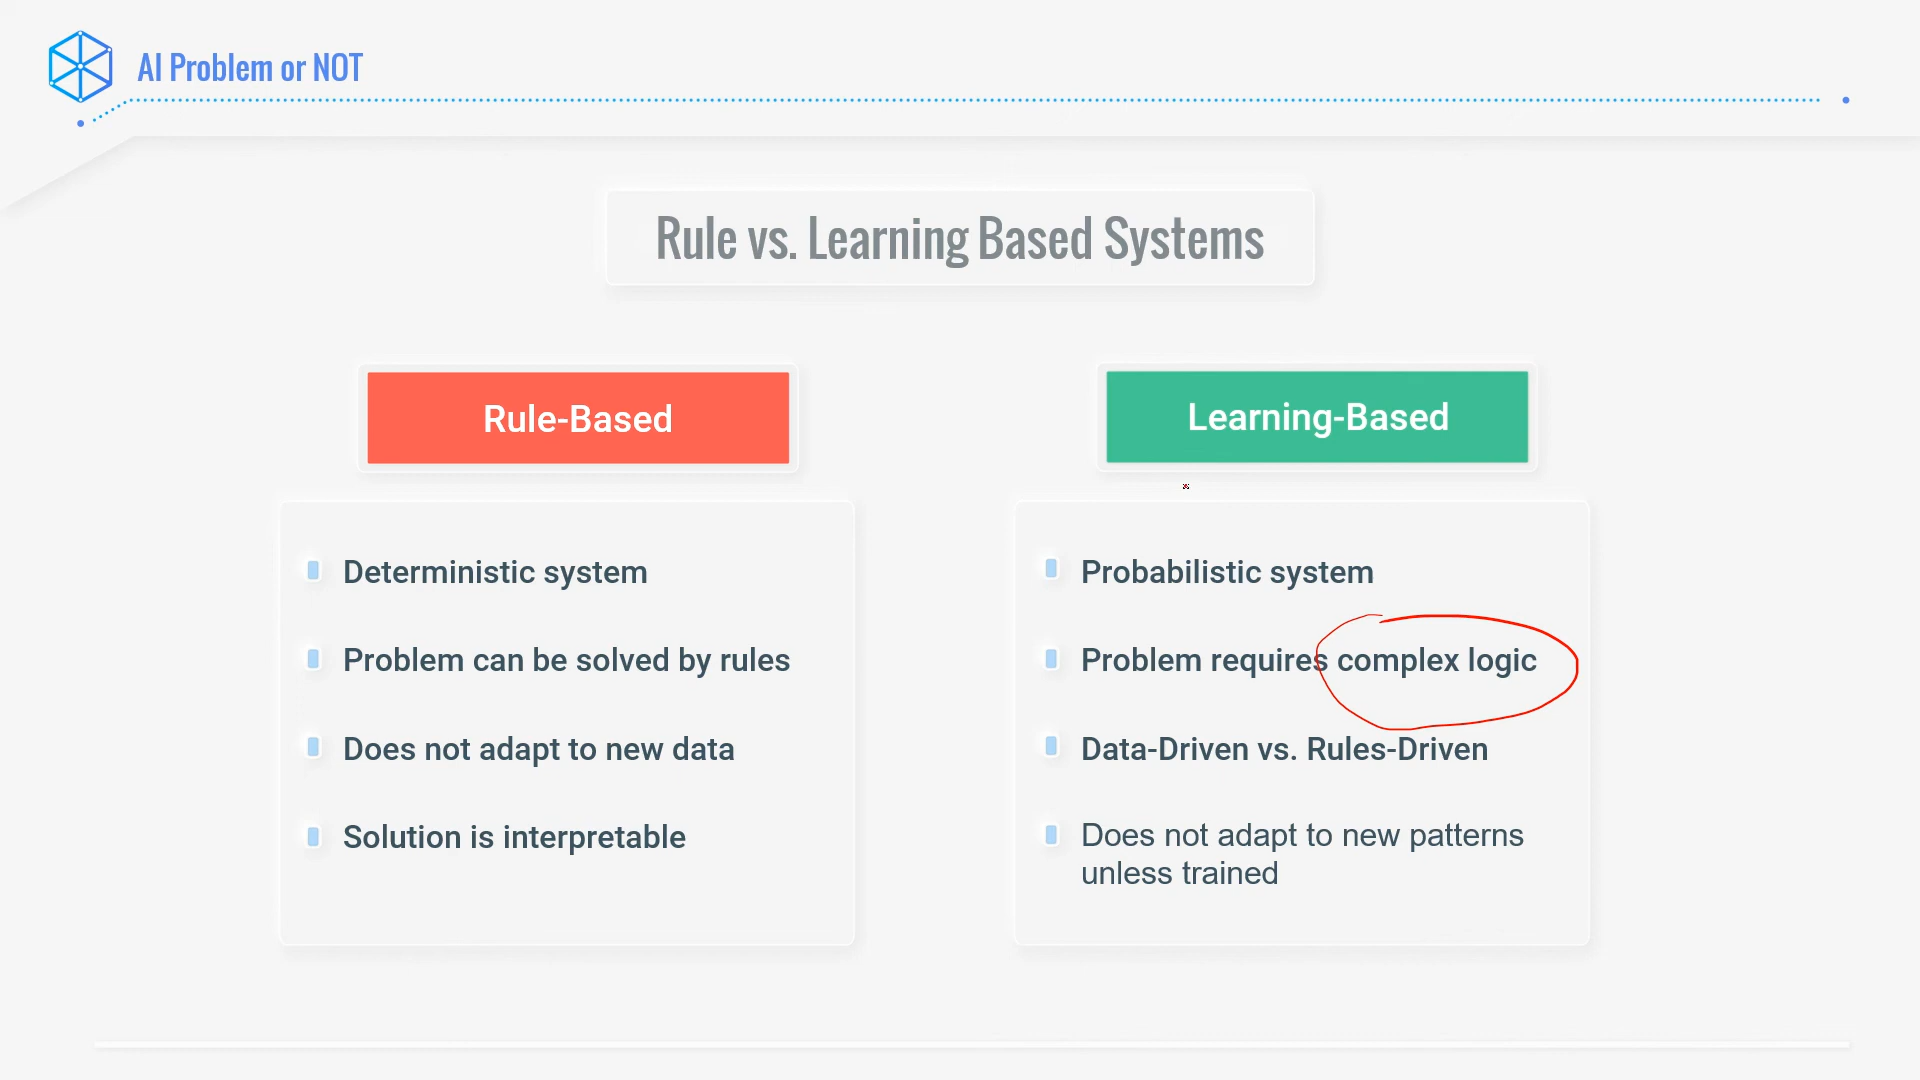 AI Problem or NOT
Rule vs. Learning Based Systems
Rule-Based
Deterministic system
Problem can be solved by rules
Does not adapt to new data
Solution is interpretable
Learning-Based
Probabilistic system
Problem requires complex logic
Data-Driven vs. Rules-Driven
Does not adapt to new patterns
unless trained